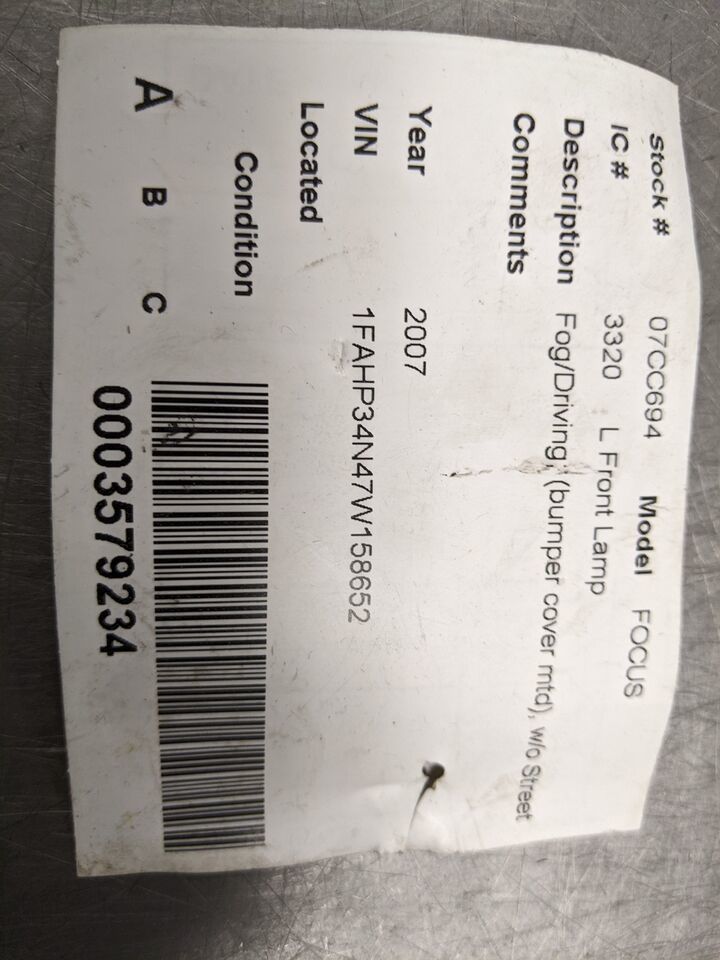 Stock # 07CC694 Model FOCUS
IC # 3320 L Front Lamp
Description Fog/Driving, (bumper cover mtd), w/o Street
Comments
Year 2007
VIN 1FAHP34N47W158652
Located
Condition
A B C
0003579234